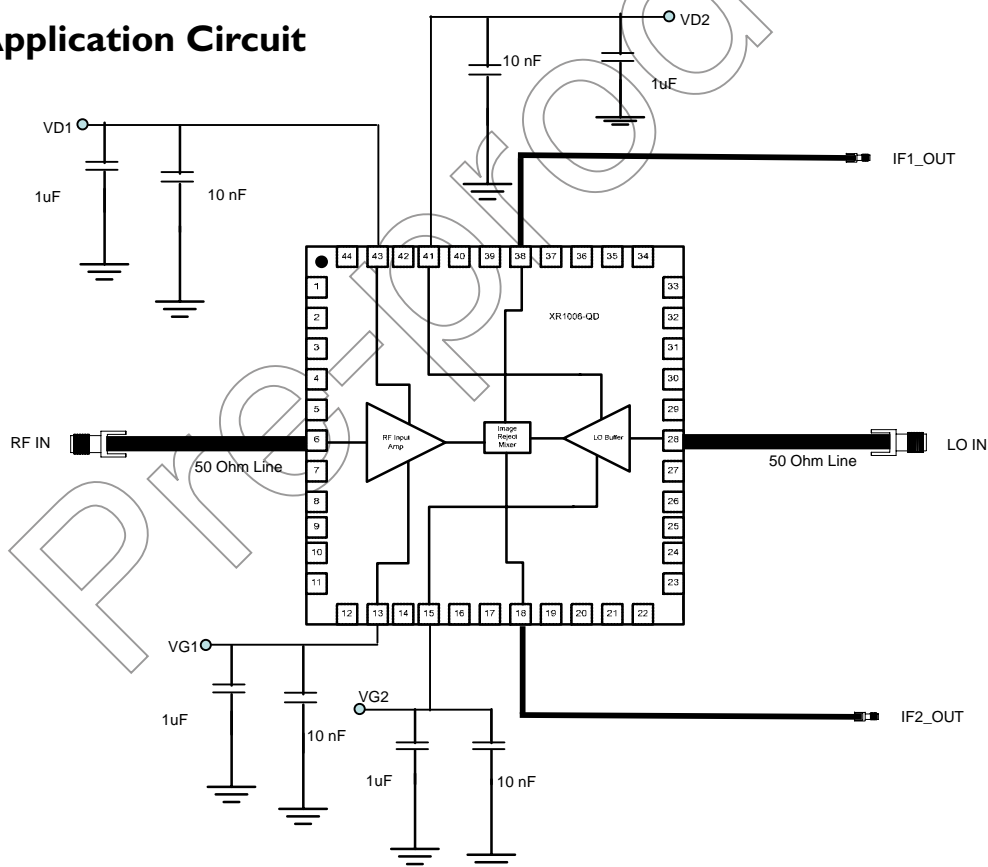 Application Circuit
VD2
10 nF
1uF
VD1
1uF
10 nF
IF1_OUT
44 43 42 41 40 39 38 37 36 35 34
XR1006-QD
1 33
2 32
3 31
4 30
5 29
RF IN 6 RF Input Amp Image Reject Mixer LO Buffer 28 LO IN
50 Ohm Line 7 27 50 Ohm Line
8 26
9 25
10 24
11 23
12 13 14 15 16 17 18 19 20 21 22
VG1
VG2
1uF
10 nF
IF2_OUT
1uF
10 nF
Pre-pro